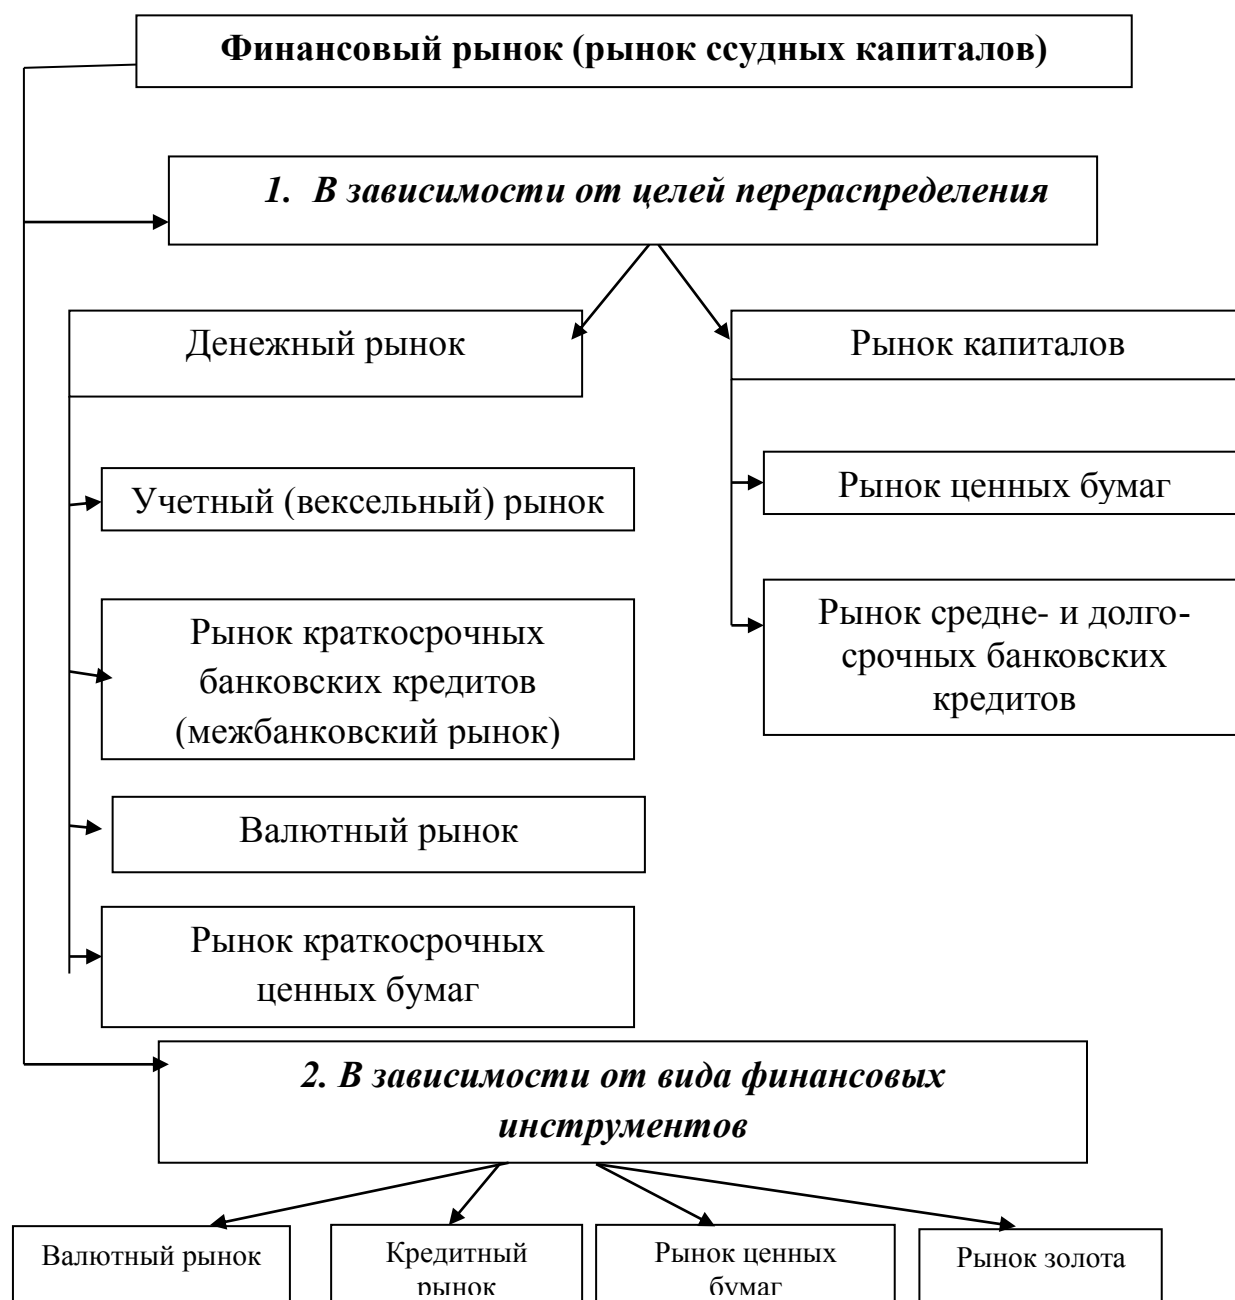 Финансовый рынок (рынок ссудных капиталов)
1. В зависимости от целей перераспределения
Денежный рынок
Рынок капиталов
Учетный (вексельный) рынок
Рынок ценных бумаг
Рынок краткосрочных
банковских кредитов
(межбанковский рынок)
Рынок средне- и долго-
срочных банковских
кредитов
Валютный рынок
Рынок краткосрочных
ценных бумаг
2. В зависимости от вида финансовых
инструментов
Валютный рынок
Кредитный
рынок
Рынок ценных
бумаг
Рынок золота